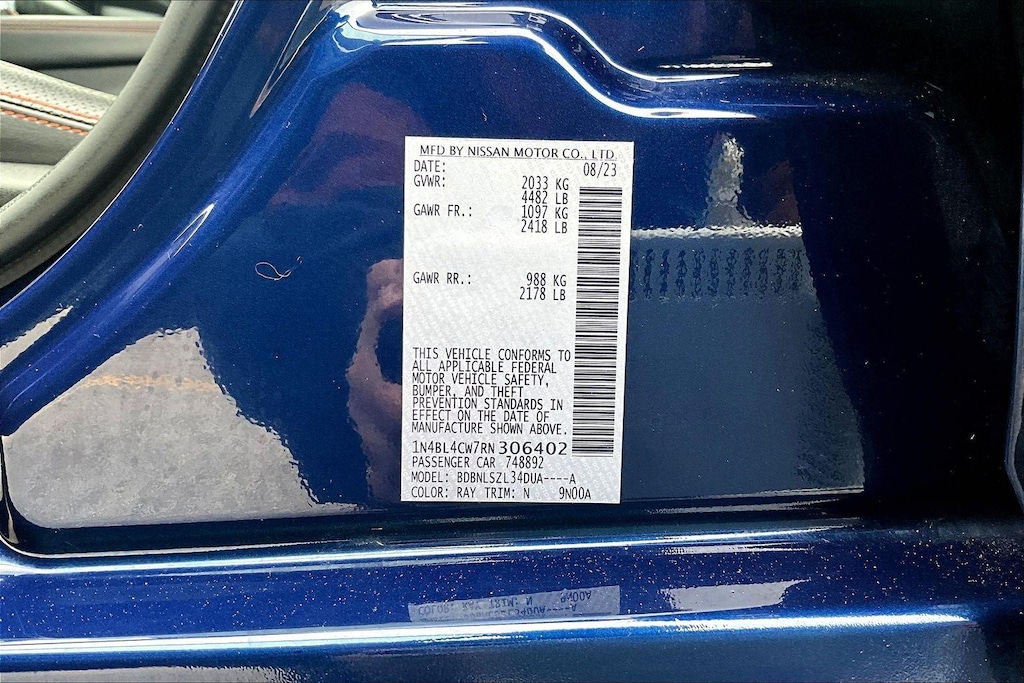 MFD BY NISSAN MOTOR CO., LTD
DATE: 08/23
GVWR: 2033 KG
4482 LB
GAWR FR.: 1097 KG
2418 LB
GAWR RR.: 988 KG
2178 LB
THIS VEHICLE CONFORMS TO
ALL APPLICABLE FEDERAL
MOTOR VEHICLE SAFETY,
BUMPER, AND THEFT
PREVENTION STANDARDS IN
EFFECT ON THE DATE OF
MANUFACTURE SHOWN ABOVE.
1N4BL4CW7RN306402
PASSENGER CAR 748892
MODEL: BDBNLSZL34DUA----A
COLOR: RAY TRIM: N 9N00A